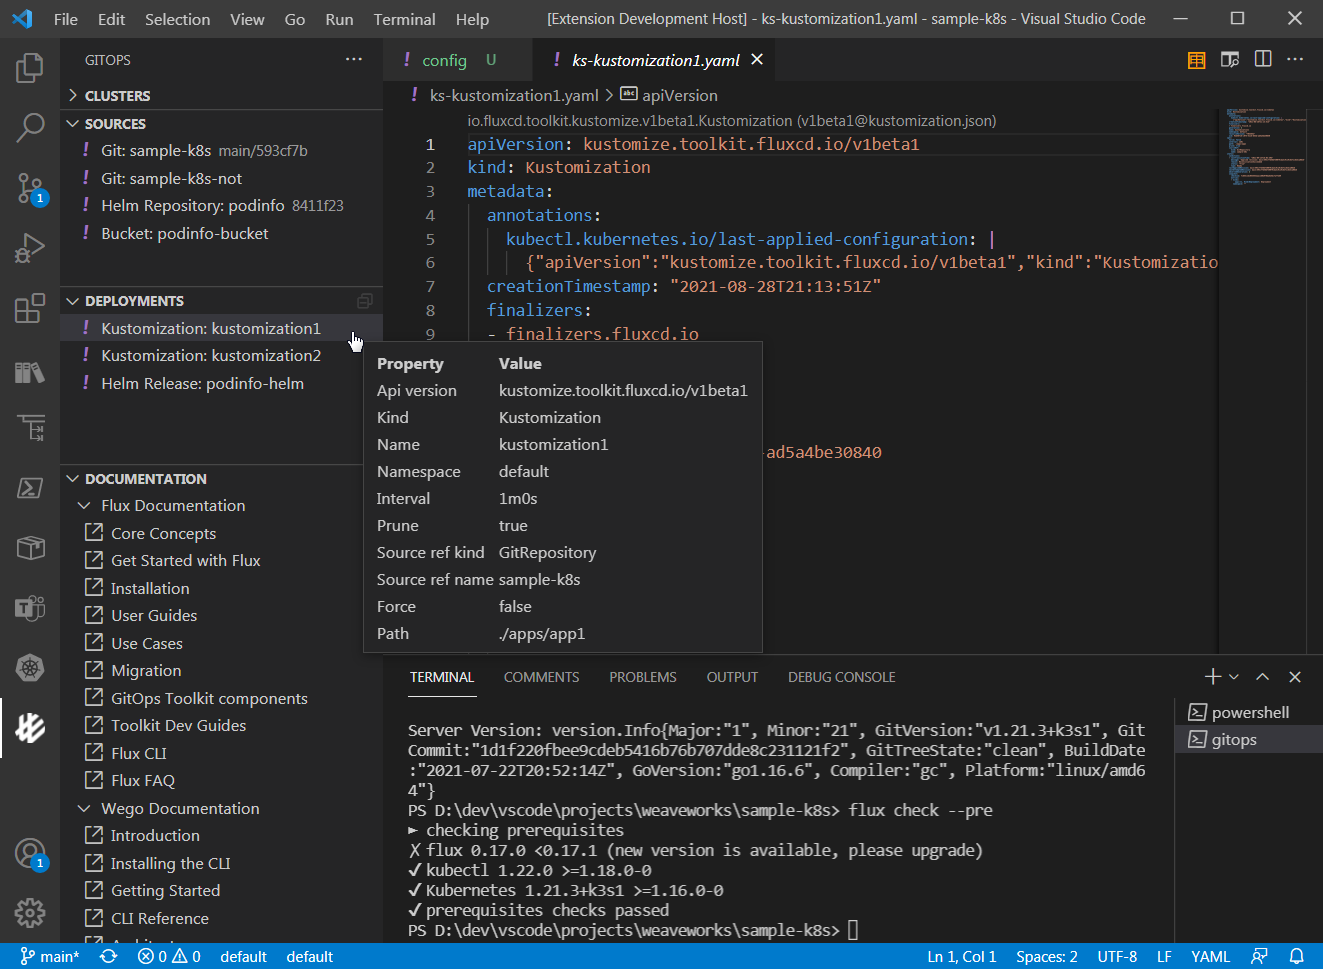 File Edit Selection View Go Run Terminal Help
[Extension Development Host] - ks-kustomization1.yaml - sample-k8s - Visual Studio Code
GITOPS
CLUSTERS
SOURCES
! Git: sample-k8s main/593cf7b
! Git: sample-k8s-not
! Helm Repository: podinfo 8411f23
! Bucket: podinfo-bucket
DEPLOYMENTS
! Kustomization: kustomization1
! Kustomization: kustomization2
! Helm Release: podinfo-helm
DOCUMENTATION
Flux Documentation
Core Concepts
Get Started with Flux
Installation
User Guides
Use Cases
Migration
GitOps Toolkit components
Toolkit Dev Guides
Flux CLI
Flux FAQ
Wego Documentation
Introduction
Installing the CLI
Getting Started
CLI Reference
1
1
! config U
! ks-kustomization1.yaml
! ks-kustomization1.yaml > abc apiVersion
io.fluxcd.toolkit.kustomize.v1beta1.Kustomization (v1beta1@kustomization.json)
1 apiVersion: kustomize.toolkit.fluxcd.io/v1beta1
2 kind: Kustomization
3 metadata:
4 annotations:
5 kubectl.kubernetes.io/last-applied-configuration: |
6 {"apiVersion":"kustomize.toolkit.fluxcd.io/v1beta1","kind":"Kustomizatio
7 creationTimestamp: "2021-08-28T21:13:51Z"
8 finalizers:
9 - finalizers.fluxcd.io
-ad5a4be30840
Property Value
Api version kustomize.toolkit.fluxcd.io/v1beta1
Kind Kustomization
Name kustomization1
Namespace default
Interval 1m0s
Prune true
Source ref kind GitRepository
Source ref name sample-k8s
Force false
Path ./apps/app1
TERMINAL COMMENTS PROBLEMS OUTPUT DEBUG CONSOLE
powershell
gitops
Server Version: version.Info{Major:"1", Minor:"21", GitVersion:"v1.21.3+k3s1", Git
Commit:"1d1f220fbee9cdeb5416b76b707dde8c231121f2", GitTreeState:"clean", BuildDate
:"2021-07-22T20:52:14Z", GoVersion:"go1.16.6", Compiler:"gc", Platform:"linux/amd6
4"}
PS D:\dev\vscode\projects\weaveworks\sample-k8s> flux check --pre
► checking prerequisites
✗ flux 0.17.0 <0.17.1 (new version is available, please upgrade)
✔ kubectl 1.22.0 >=1.18.0-0
✔ Kubernetes 1.21.3+k3s1 >=1.16.0-0
✔ prerequisites checks passed
PS D:\dev\vscode\projects\weaveworks\sample-k8s>
main* 0 0 default default
Ln 1, Col 1 Spaces: 2 UTF-8 LF YAML